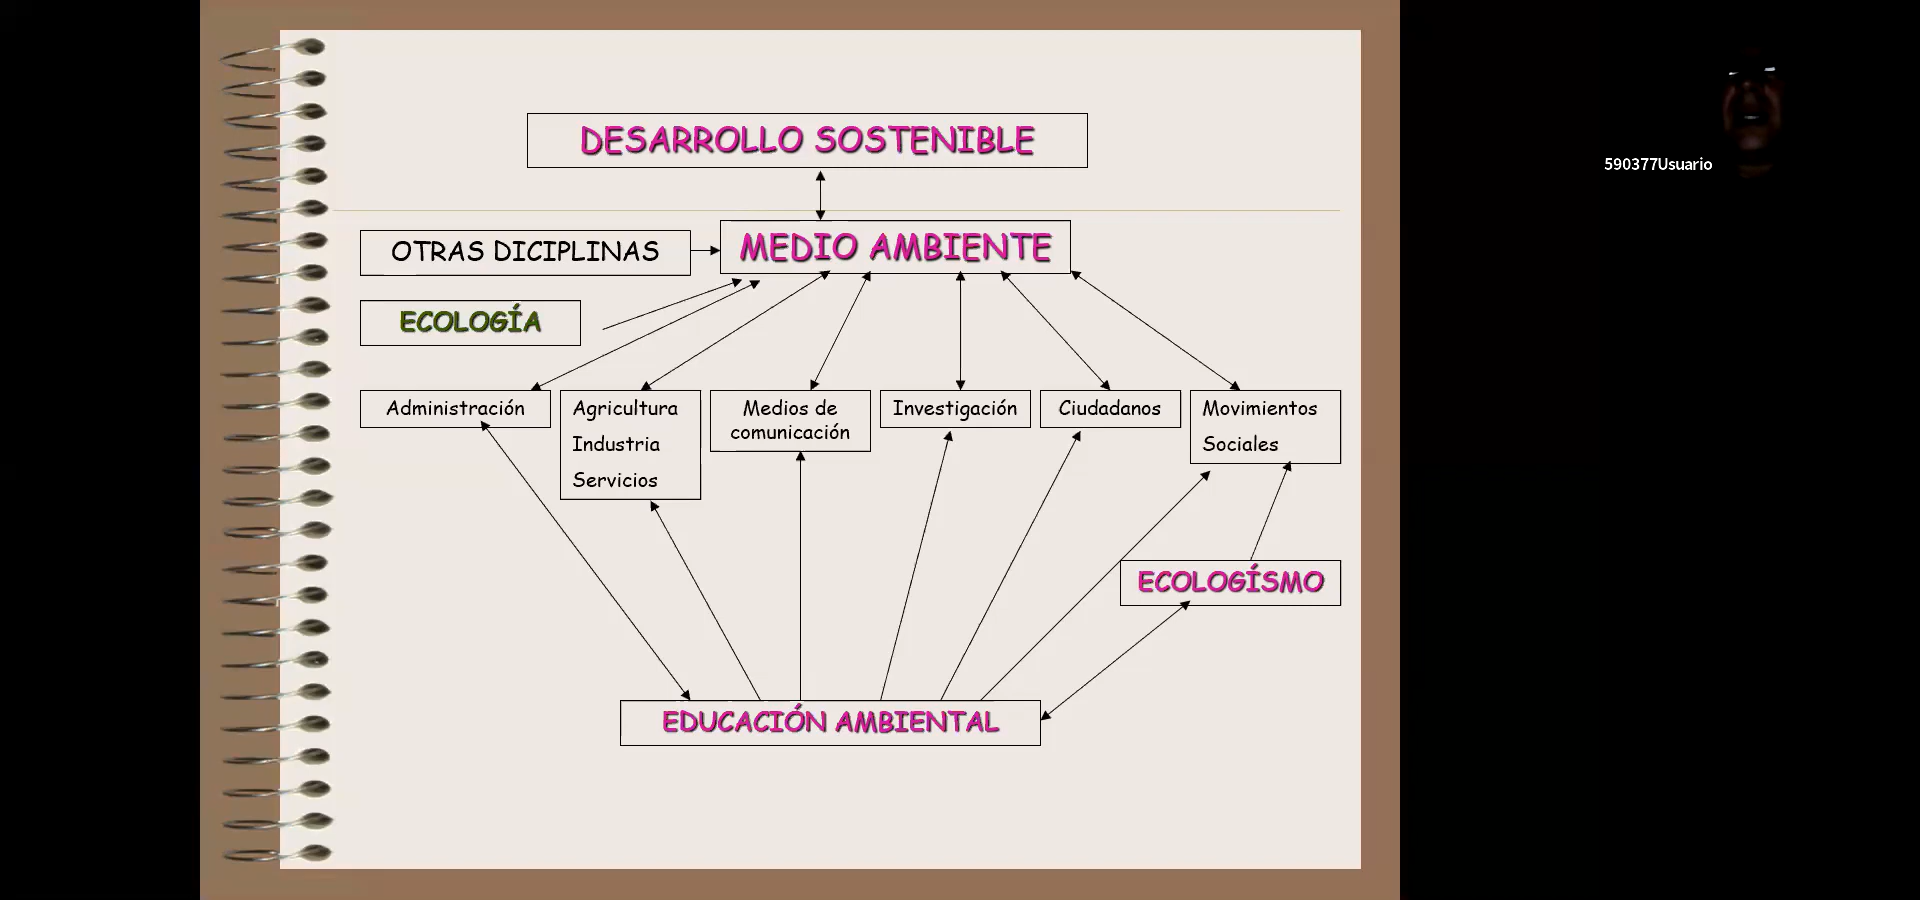 DESARROLLO SOSTENIBLE
590377Usuario
OTRAS DICIPLINAS
MEDIO AMBIENTE
ECOLOGÍA
Administración
Agricultura
Industria
Servicios
Medios de
comunicación
Investigación
Ciudadanos
Movimientos
Sociales
ECOLOGÍSMO
EDUCACIÓN AMBIENTAL